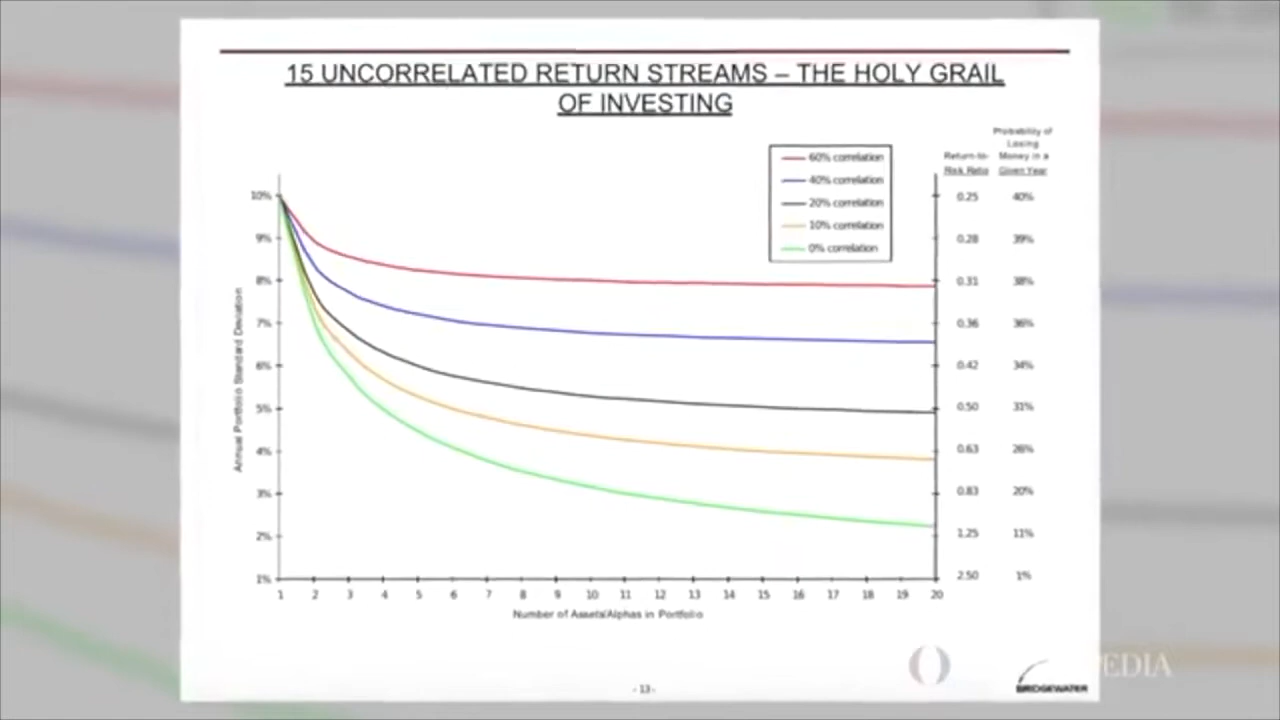 15 UNCORRELATED RETURN STREAMS – THE HOLY GRAIL
OF INVESTING
Probability of
Losing
Money in a
Given Year
Return-to-
Risk Ratio
60% correlation
40% correlation
20% correlation
10% correlation
0% correlation
Annual Portfolio Standard Deviation
10%
9%
8%
7%
6%
5%
4%
3%
2%
1%
0.25 40%
0.28 39%
0.31 38%
0.36 36%
0.42 34%
0.50 31%
0.63 26%
0.83 20%
1.25 11%
2.50 1%
1 2 3 4 5 6 7 8 9 10 11 12 13 14 15 16 17 18 19 20
Number of Assets/Alphas in Portfolio
- 13 -
BRIDGEWATER
PEDIA